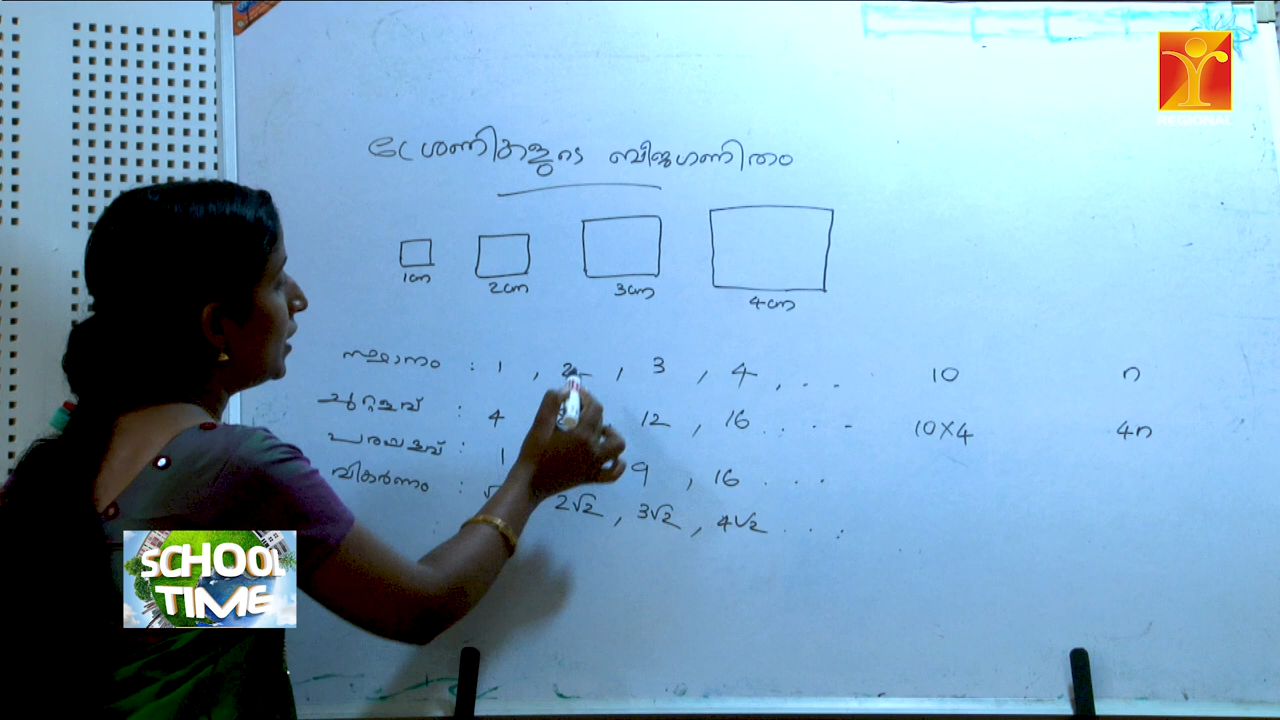 REGIONAL
ശ്രേണികളുടെ ബീജഗണിതം
1cm 2cm 3cm 4cm
സ്ഥാനം : 1 , 2 , 3 , 4 , . . . 10 n
ചുറ്റളവ് : 4 12 , 16 . . . . 10×4 4n
പരപ്പളവ് : 1 9 , 16 . . .
വികർണം : 2√2 , 3√2 , 4√2 . . .
SCHOOL
TIME